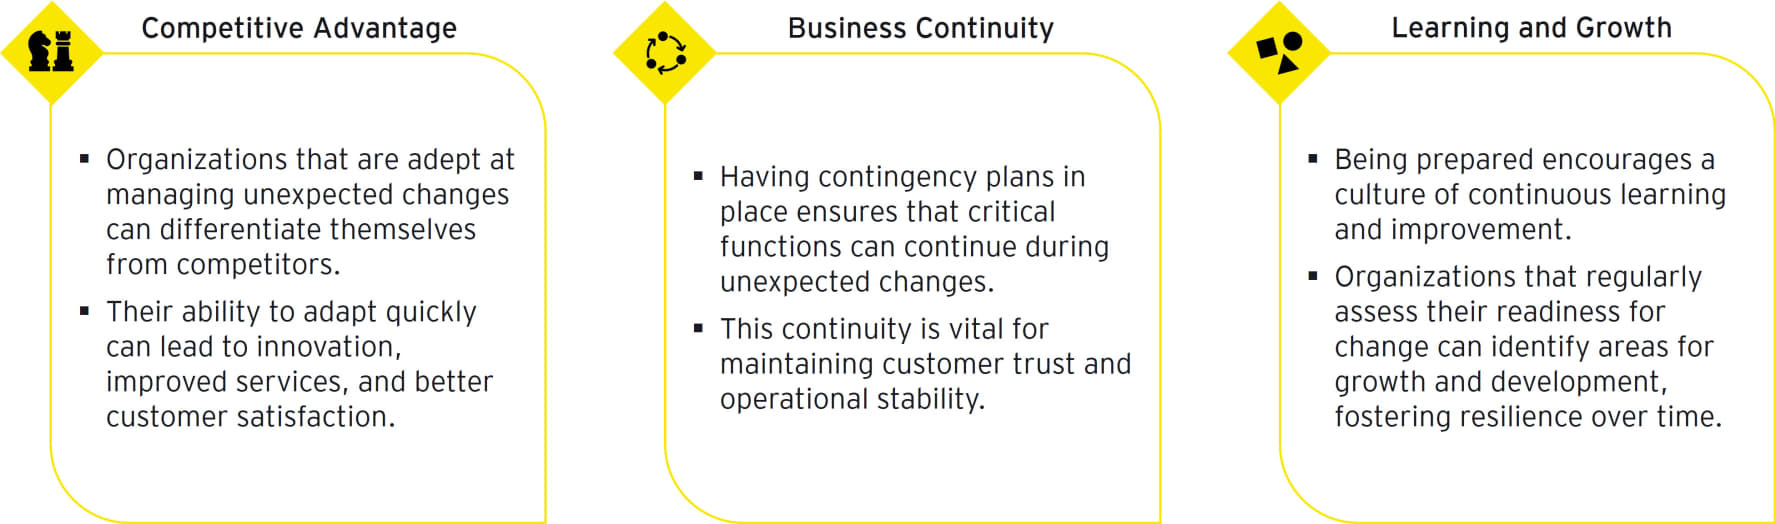 Competitive Advantage
▪ Organizations that are adept at
managing unexpected changes
can differentiate themselves
from competitors.
▪ Their ability to adapt quickly
can lead to innovation,
improved services, and better
customer satisfaction.
Business Continuity
▪ Having contingency plans in
place ensures that critical
functions can continue during
unexpected changes.
▪ This continuity is vital for
maintaining customer trust and
operational stability.
Learning and Growth
▪ Being prepared encourages a
culture of continuous learning
and improvement.
▪ Organizations that regularly
assess their readiness for
change can identify areas for
growth and development,
fostering resilience over time.